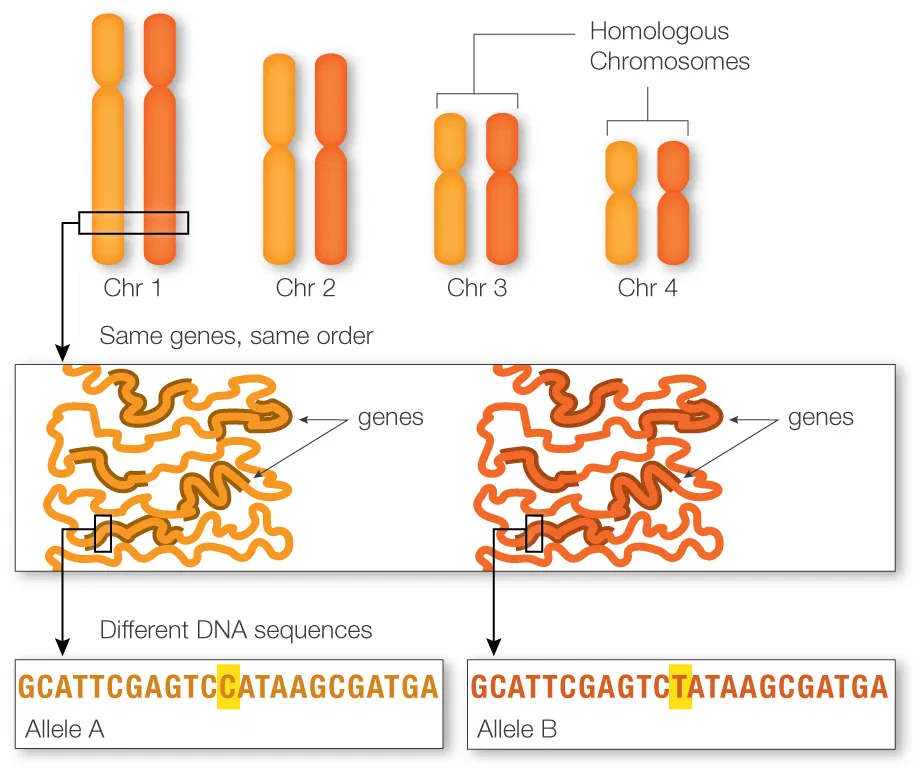 Homologous
Chromosomes
Chr 1
Chr 2
Chr 3
Chr 4
Same genes, same order
genes
genes
Different DNA sequences
GCATTCGAGTCCATAAGCGATGA
Allele A
GCATTCGAGTCTATAAGCGATGA
Allele B